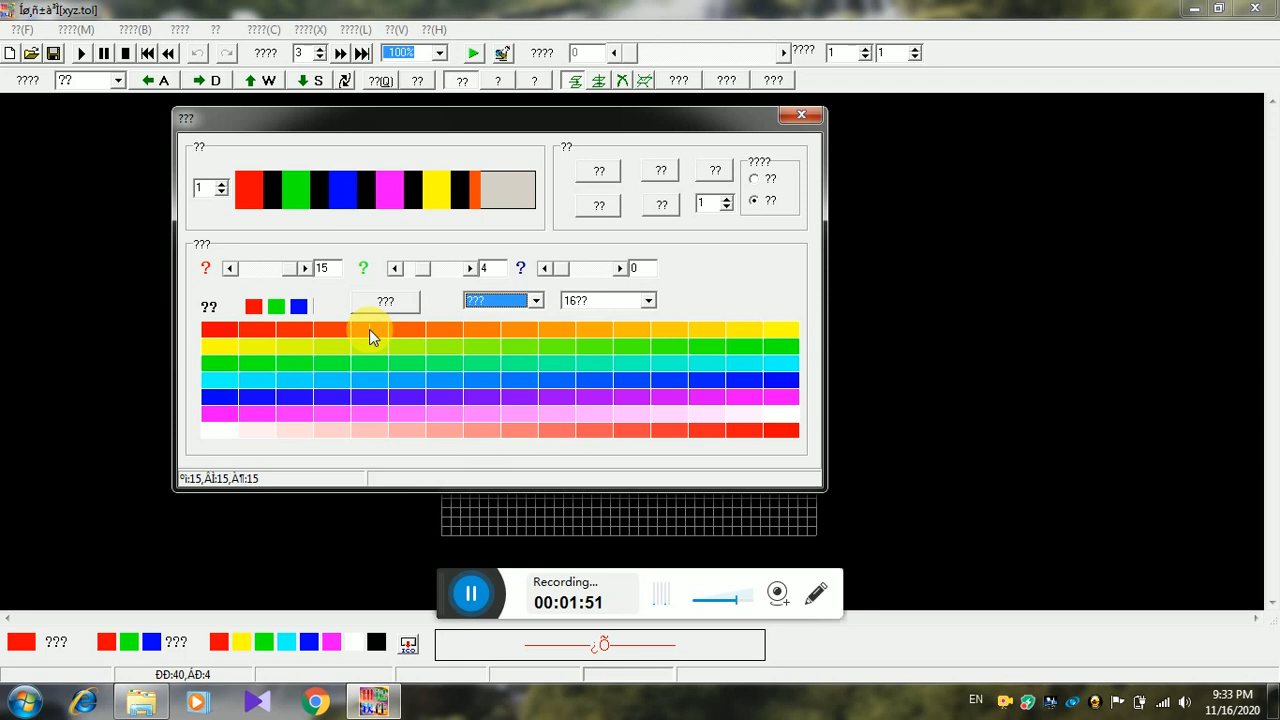 Íø¸ñ±à³Ì[xyz.tol]
??(F) ????(M) ????(B) ???? ?? ????(C) ????(X) ????(L) ??(V) ??(H)
???? 3 100% ???? 0 ???? 1 1
???? ?? A D W S ??(Q) ?? ?? ? ? ??? ??? ???
???
?? ??
1 ?? ?? ?? ???? ??
?? ?? 1 ??
???
? 15 ? 4 ? 0
?? ??? ??? 16??
ºì:15,ÂÌ:15,À¶:15
Recording...
00:01:51
??? ??? ¿Õ
ÐÐ:40,ÁÐ:4
EN 9:33 PM
11/16/2020